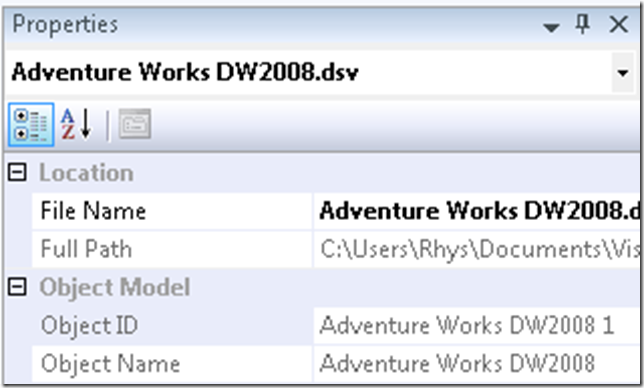 Properties
Adventure Works DW2008.dsv
A
Z
Location
File Name Adventure Works DW2008.d
Full Path C:\Users\Rhys\Documents\Vis
Object Model
Object ID Adventure Works DW2008 1
Object Name Adventure Works DW2008